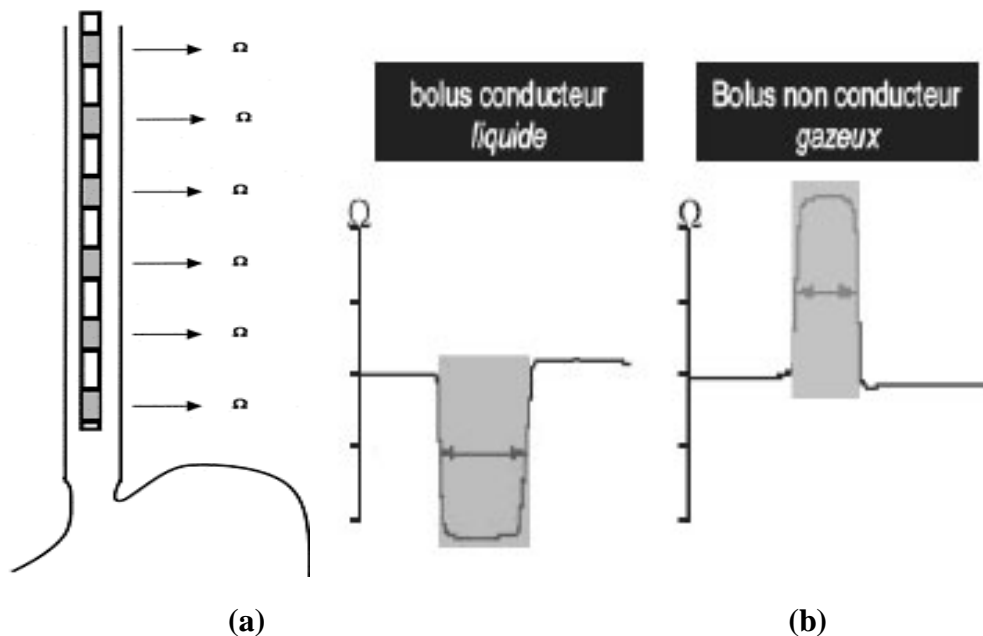 Ω
Ω
Ω
Ω
Ω
Ω
bolus conducteur
liquide
Bolus non conducteur
gazeux
Ω
Ω
(a)
(b)